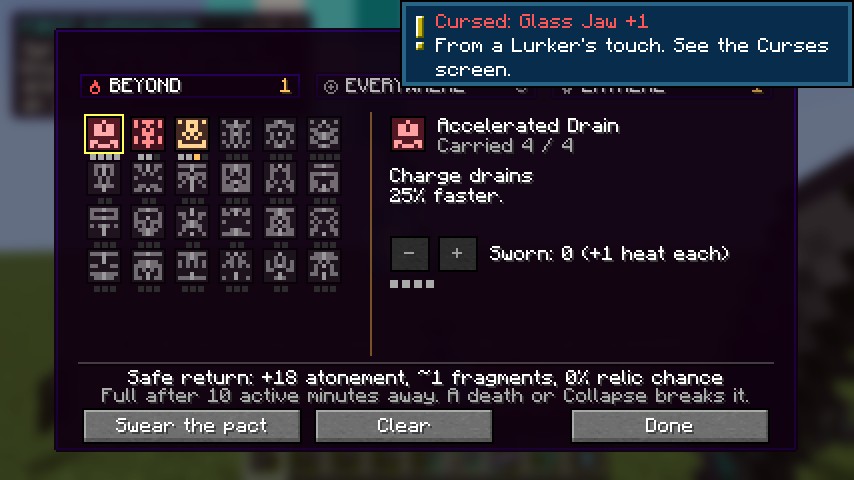 Cursed: Glass Jaw +1
From a Lurker's touch. See the Curses
screen.
BEYOND 1
Accelerated Drain
Carried 4 / 4
Charge drains
25% faster.
- + Sworn: 0 (+1 heat each)
Safe return: +18 atonement, ~1 fragments, 0% relic chance
Full after 10 active minutes away. A death or Collapse breaks it.
Swear the pact Clear Done